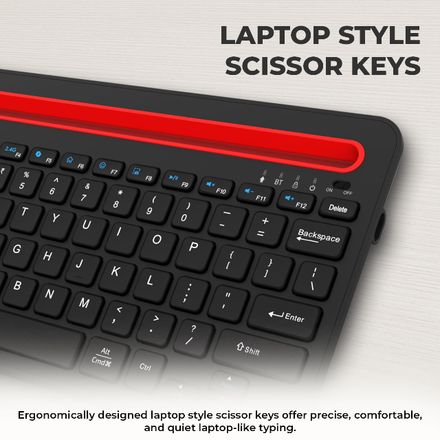 LAPTOP STYLE
SCISSOR KEYS
BT ON OFF
2.4G F4 F5 F6 F7 F8 F9 F10 F11 F12 Delete
% 5 ^ 6 & 7 * 8 ( 9 ) 0 _ - + = Backspace
T Y U I O P { [ } ] | \
G H J K L : ; " ' Enter
B N M < , > . ? / Shift
Alt Cmd⌘ Ctrl
Ergonomically designed laptop style scissor keys offer precise, comfortable,
and quiet laptop-like typing.